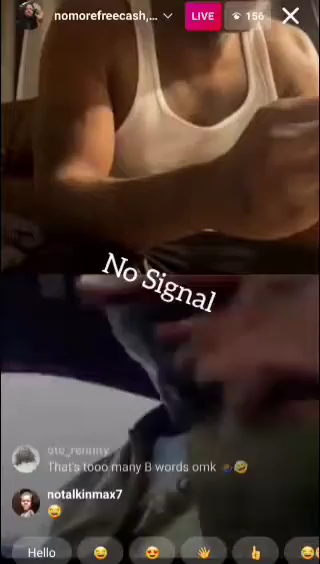 nomorefreecash,...
LIVE
156
No Signal
That's tooo many B words omk
notalkinmax7
Hello